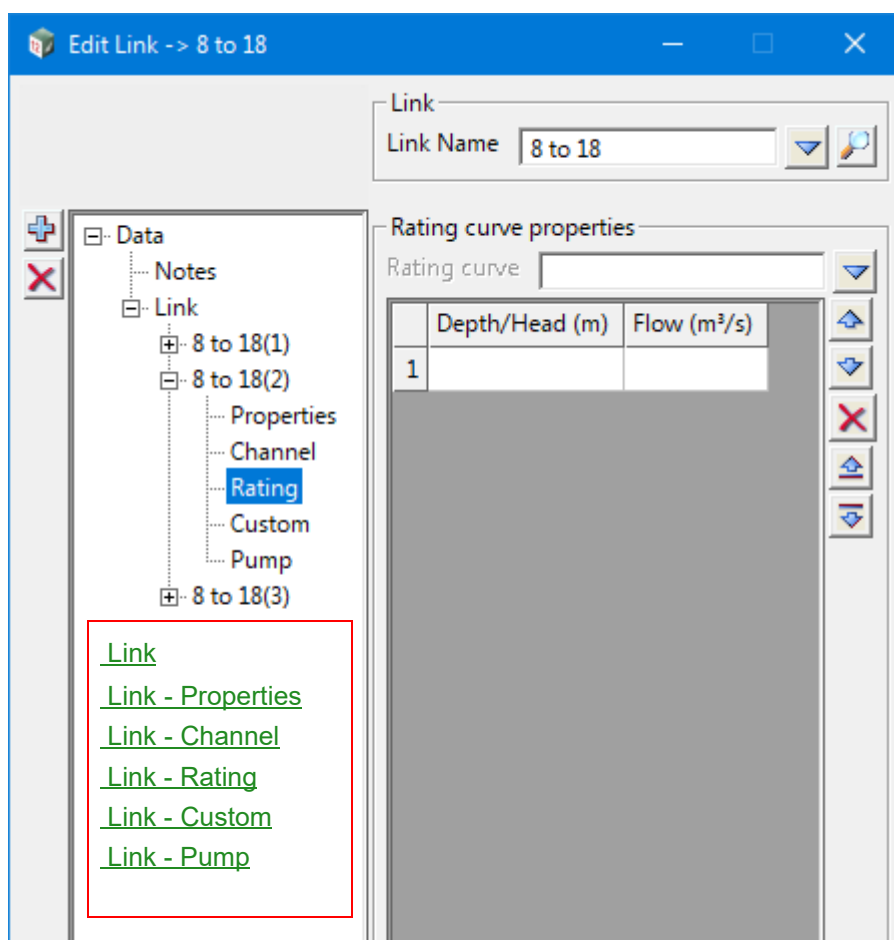 Edit Link -> 8 to 18
Link
Link Name 8 to 18
Data
Notes
Link
8 to 18(1)
8 to 18(2)
Properties
Channel
Rating
Custom
Pump
8 to 18(3)
Link
Link - Properties
Link - Channel
Link - Rating
Link - Custom
Link - Pump
Rating curve properties
Rating curve
Depth/Head (m) Flow (m³/s)
1